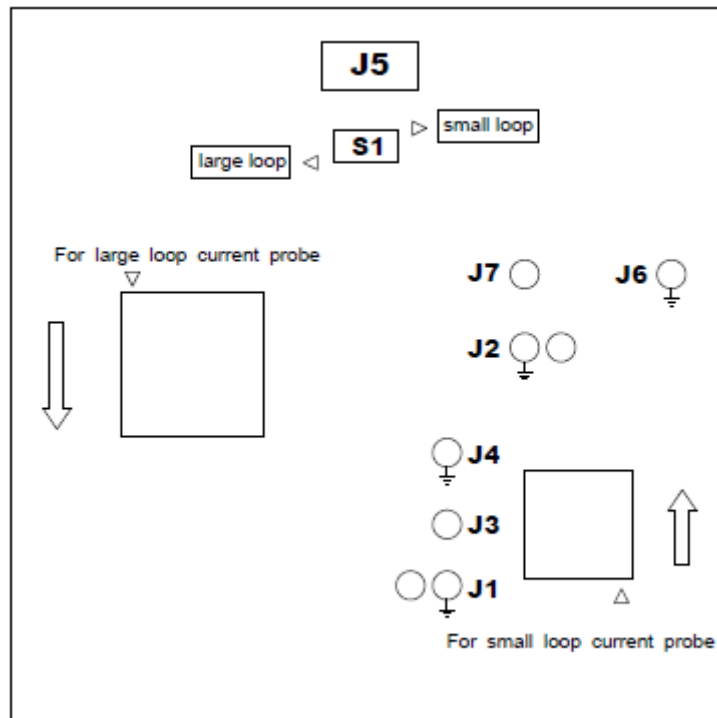 J5
S1
small loop
large loop
For large loop current probe
J7
J6
J2
J4
J3
J1
For small loop current probe